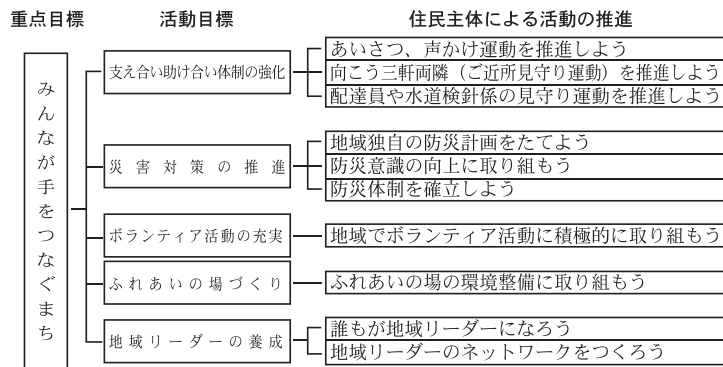 重点目標
活動目標
住民主体による活動の推進
みんなが手をつなぐまち
支え合い助け合い体制の強化
あいさつ、声かけ運動を推進しよう
向こう三軒両隣（ご近所見守り運動）を推進しよう
配達員や水道検針係の見守り運動を推進しよう
災害対策の推進
地域独自の防災計画をたてよう
防災意識の向上に取り組もう
防災体制を確立しよう
ボランティア活動の充実
地域でボランティア活動に積極的に取り組もう
ふれあいの場づくり
ふれあいの場の環境整備に取り組もう
地域リーダーの養成
誰もが地域リーダーになろう
地域リーダーのネットワークをつくろう